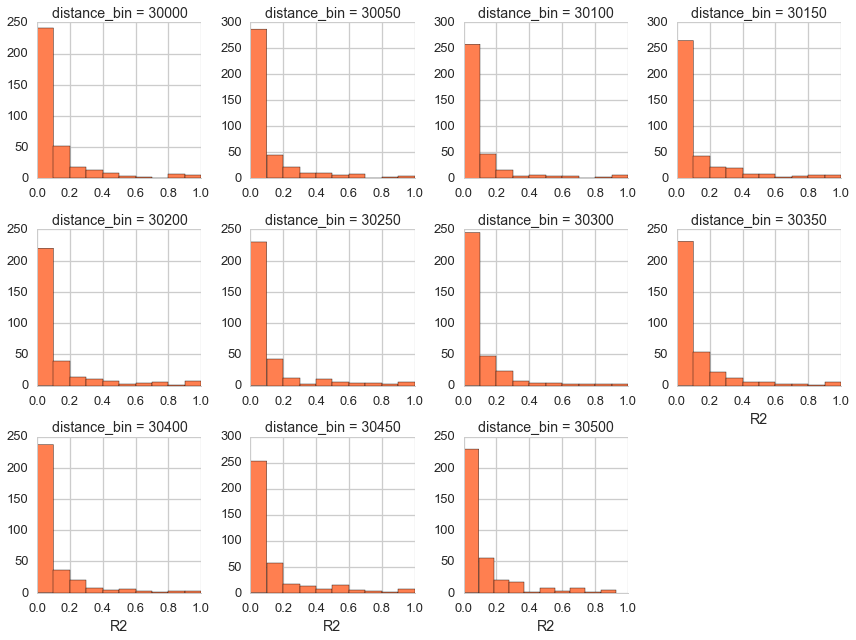 distance_bin = 30000 distance_bin = 30050 distance_bin = 30100 distance_bin = 30150
250 300 300 300
200 250 250 250
150 200 200 200
100 150 150 150
50 100 100 100
0 50 50 50
0 0 0
0.0 0.2 0.4 0.6 0.8 1.0 0.0 0.2 0.4 0.6 0.8 1.0 0.0 0.2 0.4 0.6 0.8 1.0 0.0 0.2 0.4 0.6 0.8 1.0
distance_bin = 30200 distance_bin = 30250 distance_bin = 30300 distance_bin = 30350
250 250 250 250
200 200 200 200
150 150 150 150
100 100 100 100
50 50 50 50
0 0 0 0
0.0 0.2 0.4 0.6 0.8 1.0 0.0 0.2 0.4 0.6 0.8 1.0 0.0 0.2 0.4 0.6 0.8 1.0 0.0 0.2 0.4 0.6 0.8 1.0
R2
distance_bin = 30400 distance_bin = 30450 distance_bin = 30500
250 300 250
200 250 200
150 200 150
100 150 100
50 100 50
0 50 0
0
0.0 0.2 0.4 0.6 0.8 1.0 0.0 0.2 0.4 0.6 0.8 1.0 0.0 0.2 0.4 0.6 0.8 1.0
R2 R2 R2